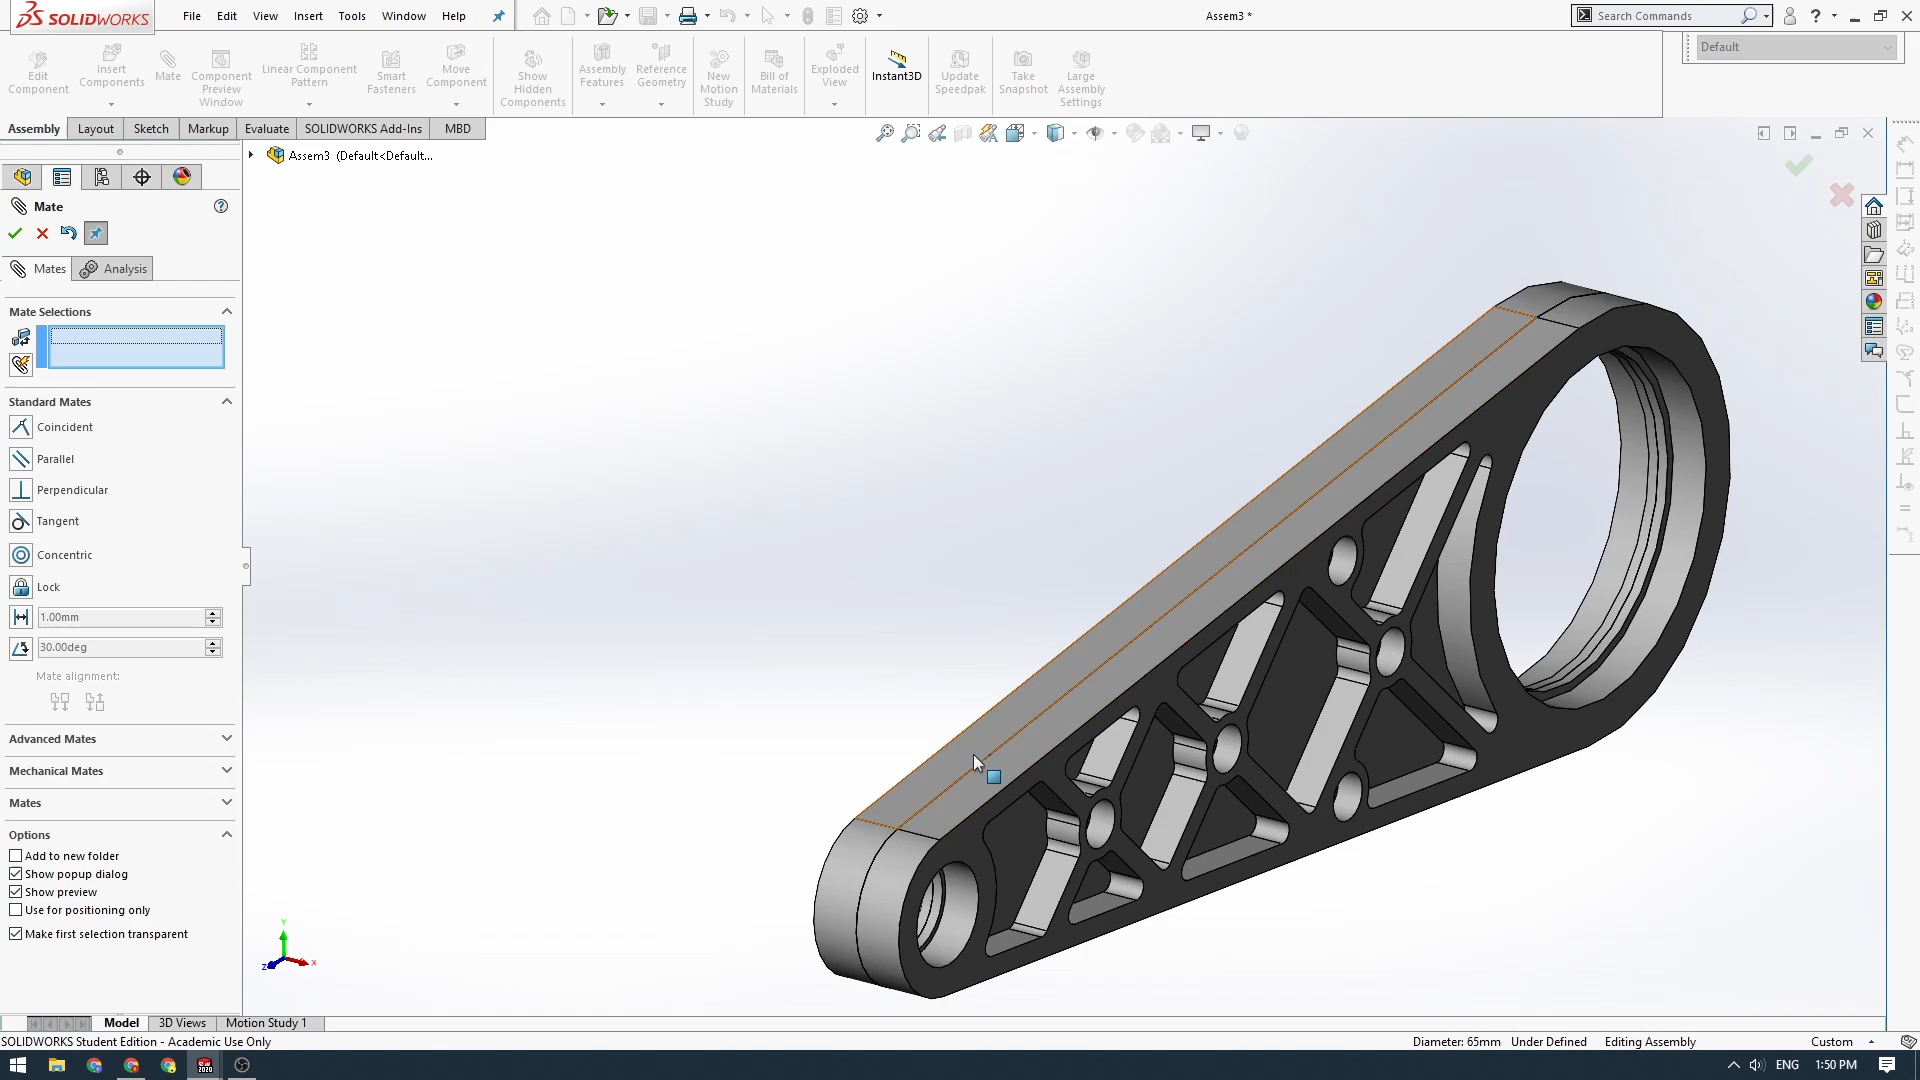 SOLIDWORKS
File Edit View Insert Tools Window Help
Assem3 *
Search Commands
?
Default
Edit Component
Insert Components
Mate
Component Preview Window
Linear Component Pattern
Smart Fasteners
Move Component
Show Hidden Components
Assembly Features
Reference Geometry
New Motion Study
Bill of Materials
Exploded View
Instant3D
Update Speedpak
Take Snapshot
Large Assembly Settings
Assembly Layout Sketch Markup Evaluate SOLIDWORKS Add-Ins MBD
Assem3 (Default<Default...
Mate
Mates Analysis
Mate Selections
Standard Mates
Coincident
Parallel
Perpendicular
Tangent
Concentric
Lock
1.00mm
30.00deg
Mate alignment:
Advanced Mates
Mechanical Mates
Mates
Options
Add to new folder
Show popup dialog
Show preview
Use for positioning only
Make first selection transparent
Y
Z X
Model 3D Views Motion Study 1
SOLIDWORKS Student Edition - Academic Use Only
Diameter: 65mm Under Defined Editing Assembly Custom
ENG 1:50 PM